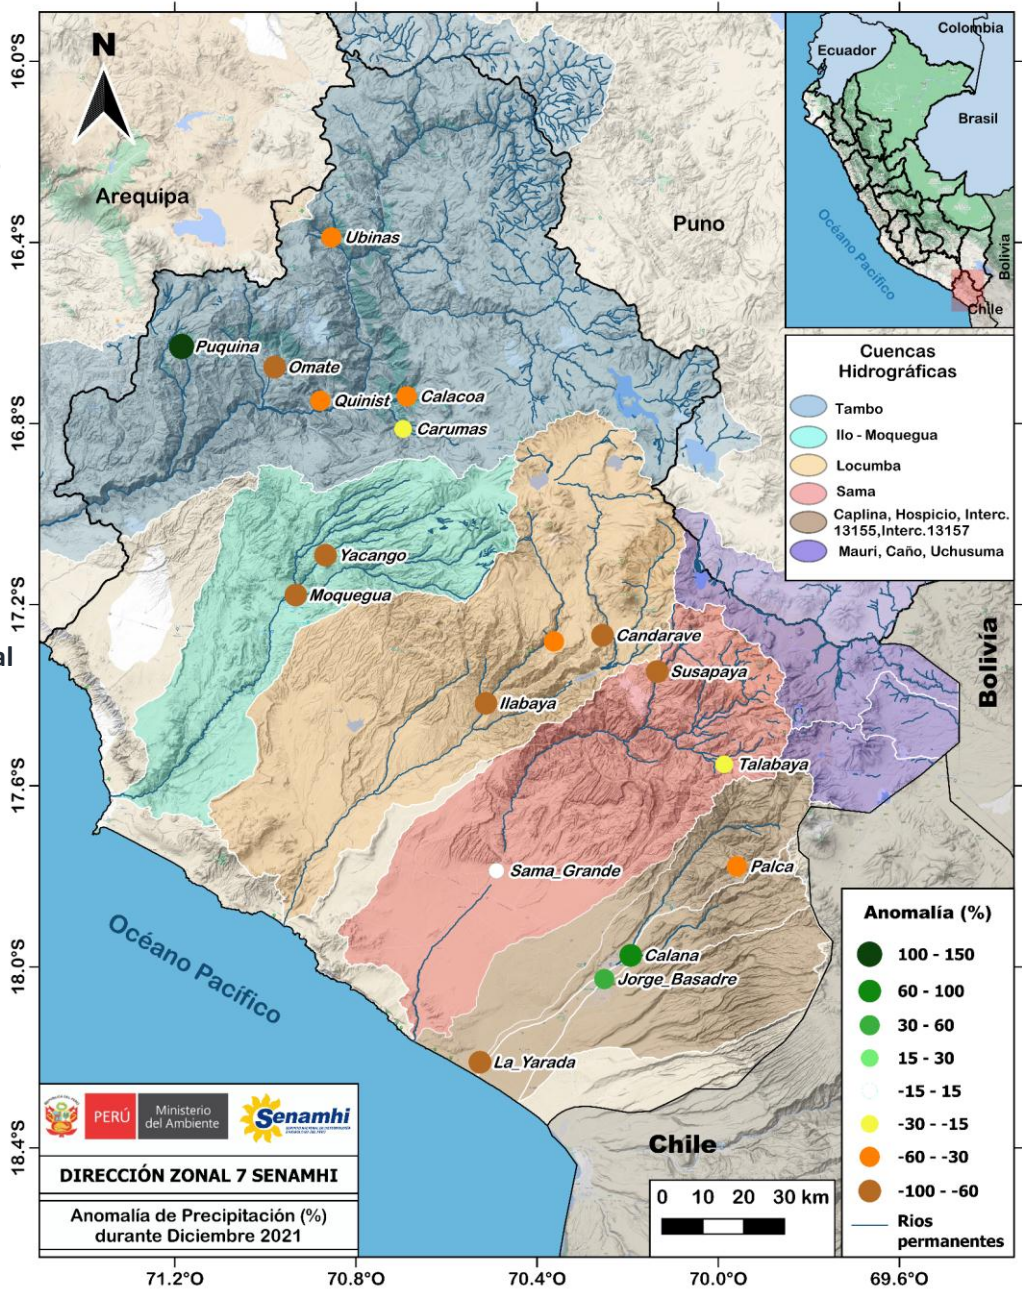 N
Colombia
Ecuador
Brasil
Océano Pacífico
Bolivia
Chile
Arequipa
Puno
Ubinas
Puquina
Omate
Quinist
Calacoa
Carumas
Yacango
Moquegua
Candarave
Susapaya
Ilabaya
Talabaya
Sama_Grande
Palca
Calana
Jorge_Basadre
La_Yarada
Bolivía
Chile
Océano Pacífico
al
Cuencas
Hidrográficas
Tambo
Ilo - Moquegua
Locumba
Sama
Caplina, Hospicio, Interc.
13155,Interc.13157
Mauri, Caño, Uchusuma
Anomalía (%)
100 - 150
60 - 100
30 - 60
15 - 30
-15 - 15
-30 - -15
-60 - -30
-100 - -60
Rios
permanentes
0 10 20 30 km
PERÚ
Ministerio
del Ambiente
Senamhi
DIRECCIÓN ZONAL 7 SENAMHI
Anomalía de Precipitación (%)
durante Diciembre 2021
16.0°S
16.4°S
16.8°S
17.2°S
17.6°S
18.0°S
18.4°S
71.2°O
70.8°O
70.4°O
70.0°O
69.6°O